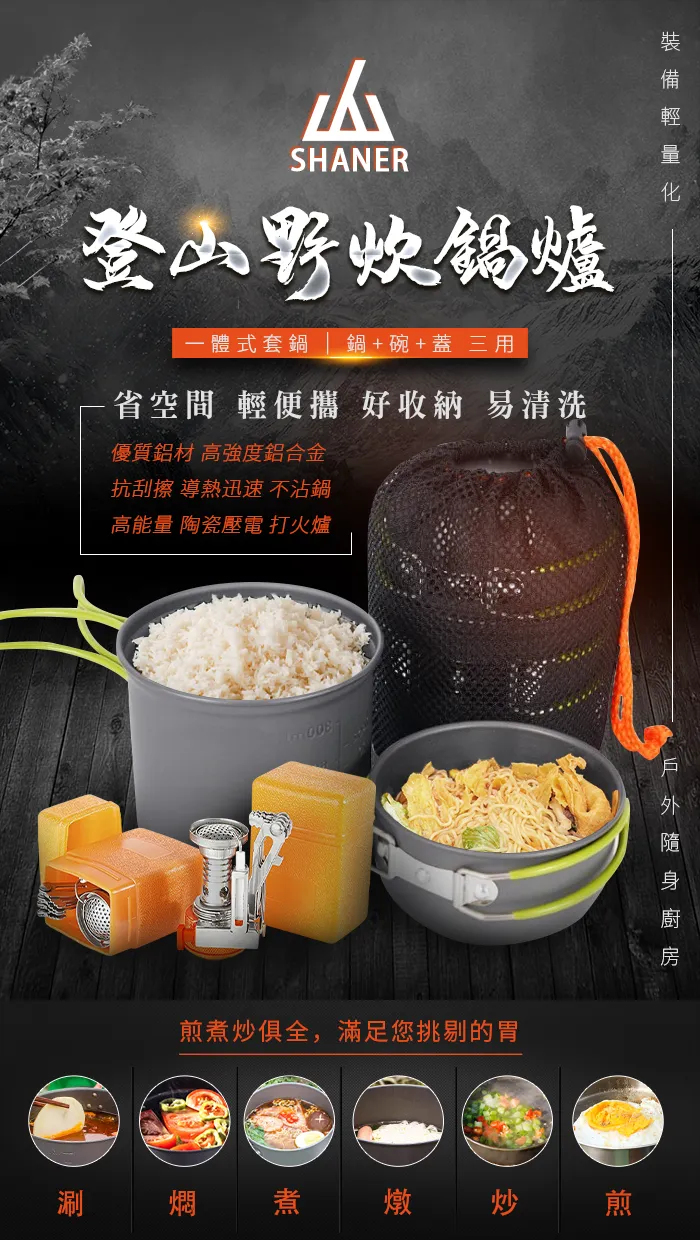 SHANER
登山野炊鍋爐
一體式套鍋｜鍋+碗+蓋 三用
省空間 輕便攜 好收納 易清洗
優質鋁材 高強度鋁合金
抗刮擦 導熱迅速 不沾鍋
高能量 陶瓷壓電 打火爐
裝備輕量化
戶外隨身廚房
煎煮炒俱全，滿足您挑剔的胃
涮 燜 煮 燉 炒 煎